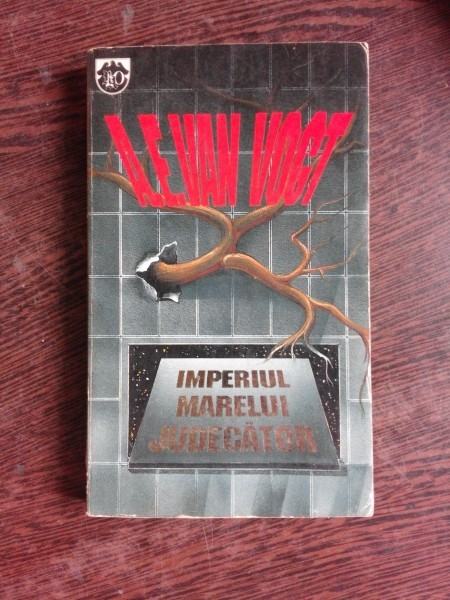 A.E. VAN VOGT
IMPERIUL
MARELUI
JUDECĂTOR